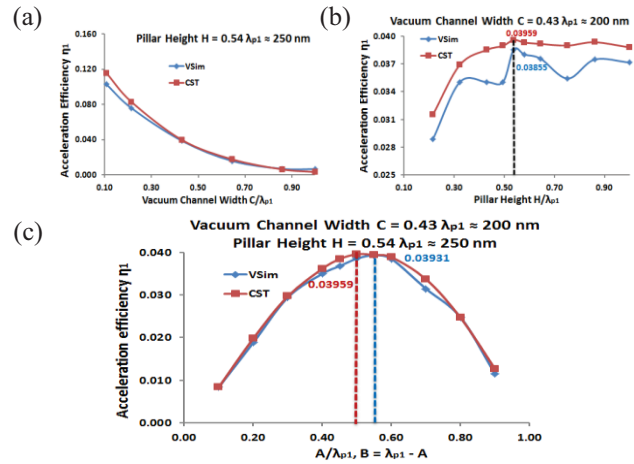 (a)
Pillar Height H = 0.54 λp1 ≈ 250 nm
VSim
CST
Acceleration Efficiency η1
0.160
0.120
0.080
0.040
0.000
0.10 0.30 0.50 0.70 0.90
Vacuum Channel Width C/λp1
(b)
Vacuum Channel Width C = 0.43 λp1 ≈ 200 nm
0.03959
VSim
CST
0.03855
Acceleration Efficiency η1
0.040
0.037
0.034
0.031
0.028
0.025
0.10 0.30 0.50 0.70 0.90
Pillar Height H/λp1
(c)
Vacuum Channel Width C = 0.43 λp1 ≈ 200 nm
Pillar Height H = 0.54 λp1 ≈ 250 nm
VSim
CST
0.03959
0.03931
Acceleration efficiency η1
0.040
0.030
0.020
0.010
0.000
0.00 0.20 0.40 0.60 0.80 1.00
A/λp1, B = λp1 - A